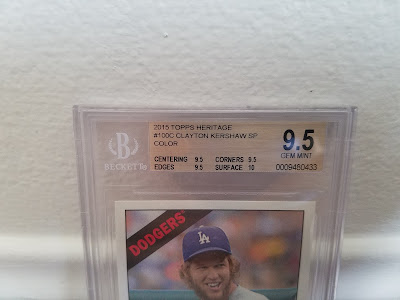 2015 TOPPS HERITAGE
#100C CLAYTON KERSHAW SP
COLOR
CENTERING 9.5 CORNERS 9.5
EDGES 9.5 SURFACE 10
9.5
GEM MINT
0009460433
B
BECKETT
DODGERS
LA